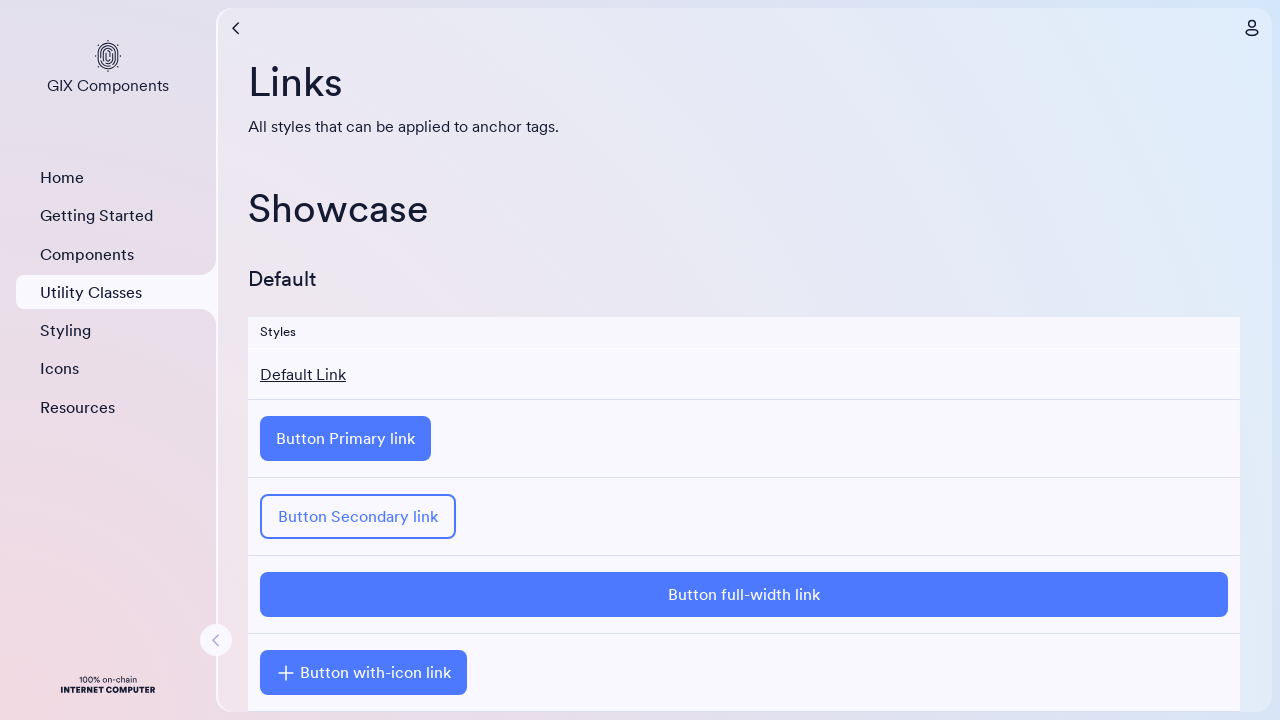 GIX Components
Home
Getting Started
Components
Utility Classes
Styling
Icons
Resources
100% on-chain
INTERNET COMPUTER
Links
All styles that can be applied to anchor tags.
Showcase
Default
Styles
Default Link
Button Primary link
Button Secondary link
Button full-width link
Button with-icon link